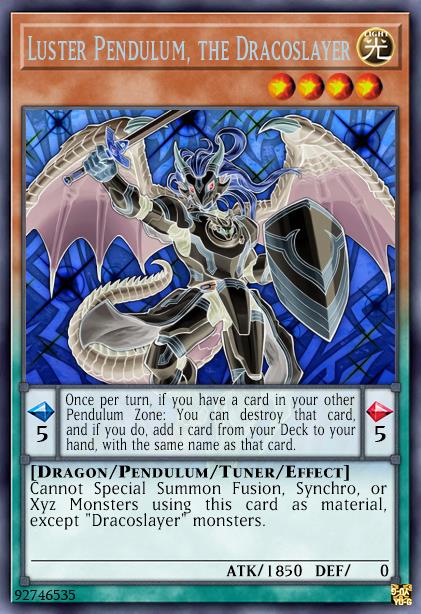 Luster Pendulum, the Dracoslayer
LIGHT
光
Once per turn, if you have a card in your other
Pendulum Zone: You can destroy that card,
and if you do, add 1 card from your Deck to your
hand, with the same name as that card.
5
5
[Dragon/Pendulum/Tuner/Effect]
Cannot Special Summon Fusion, Synchro, or
Xyz Monsters using this card as material,
except "Dracoslayer" monsters.
ATK/1850 DEF/ 0
92746535